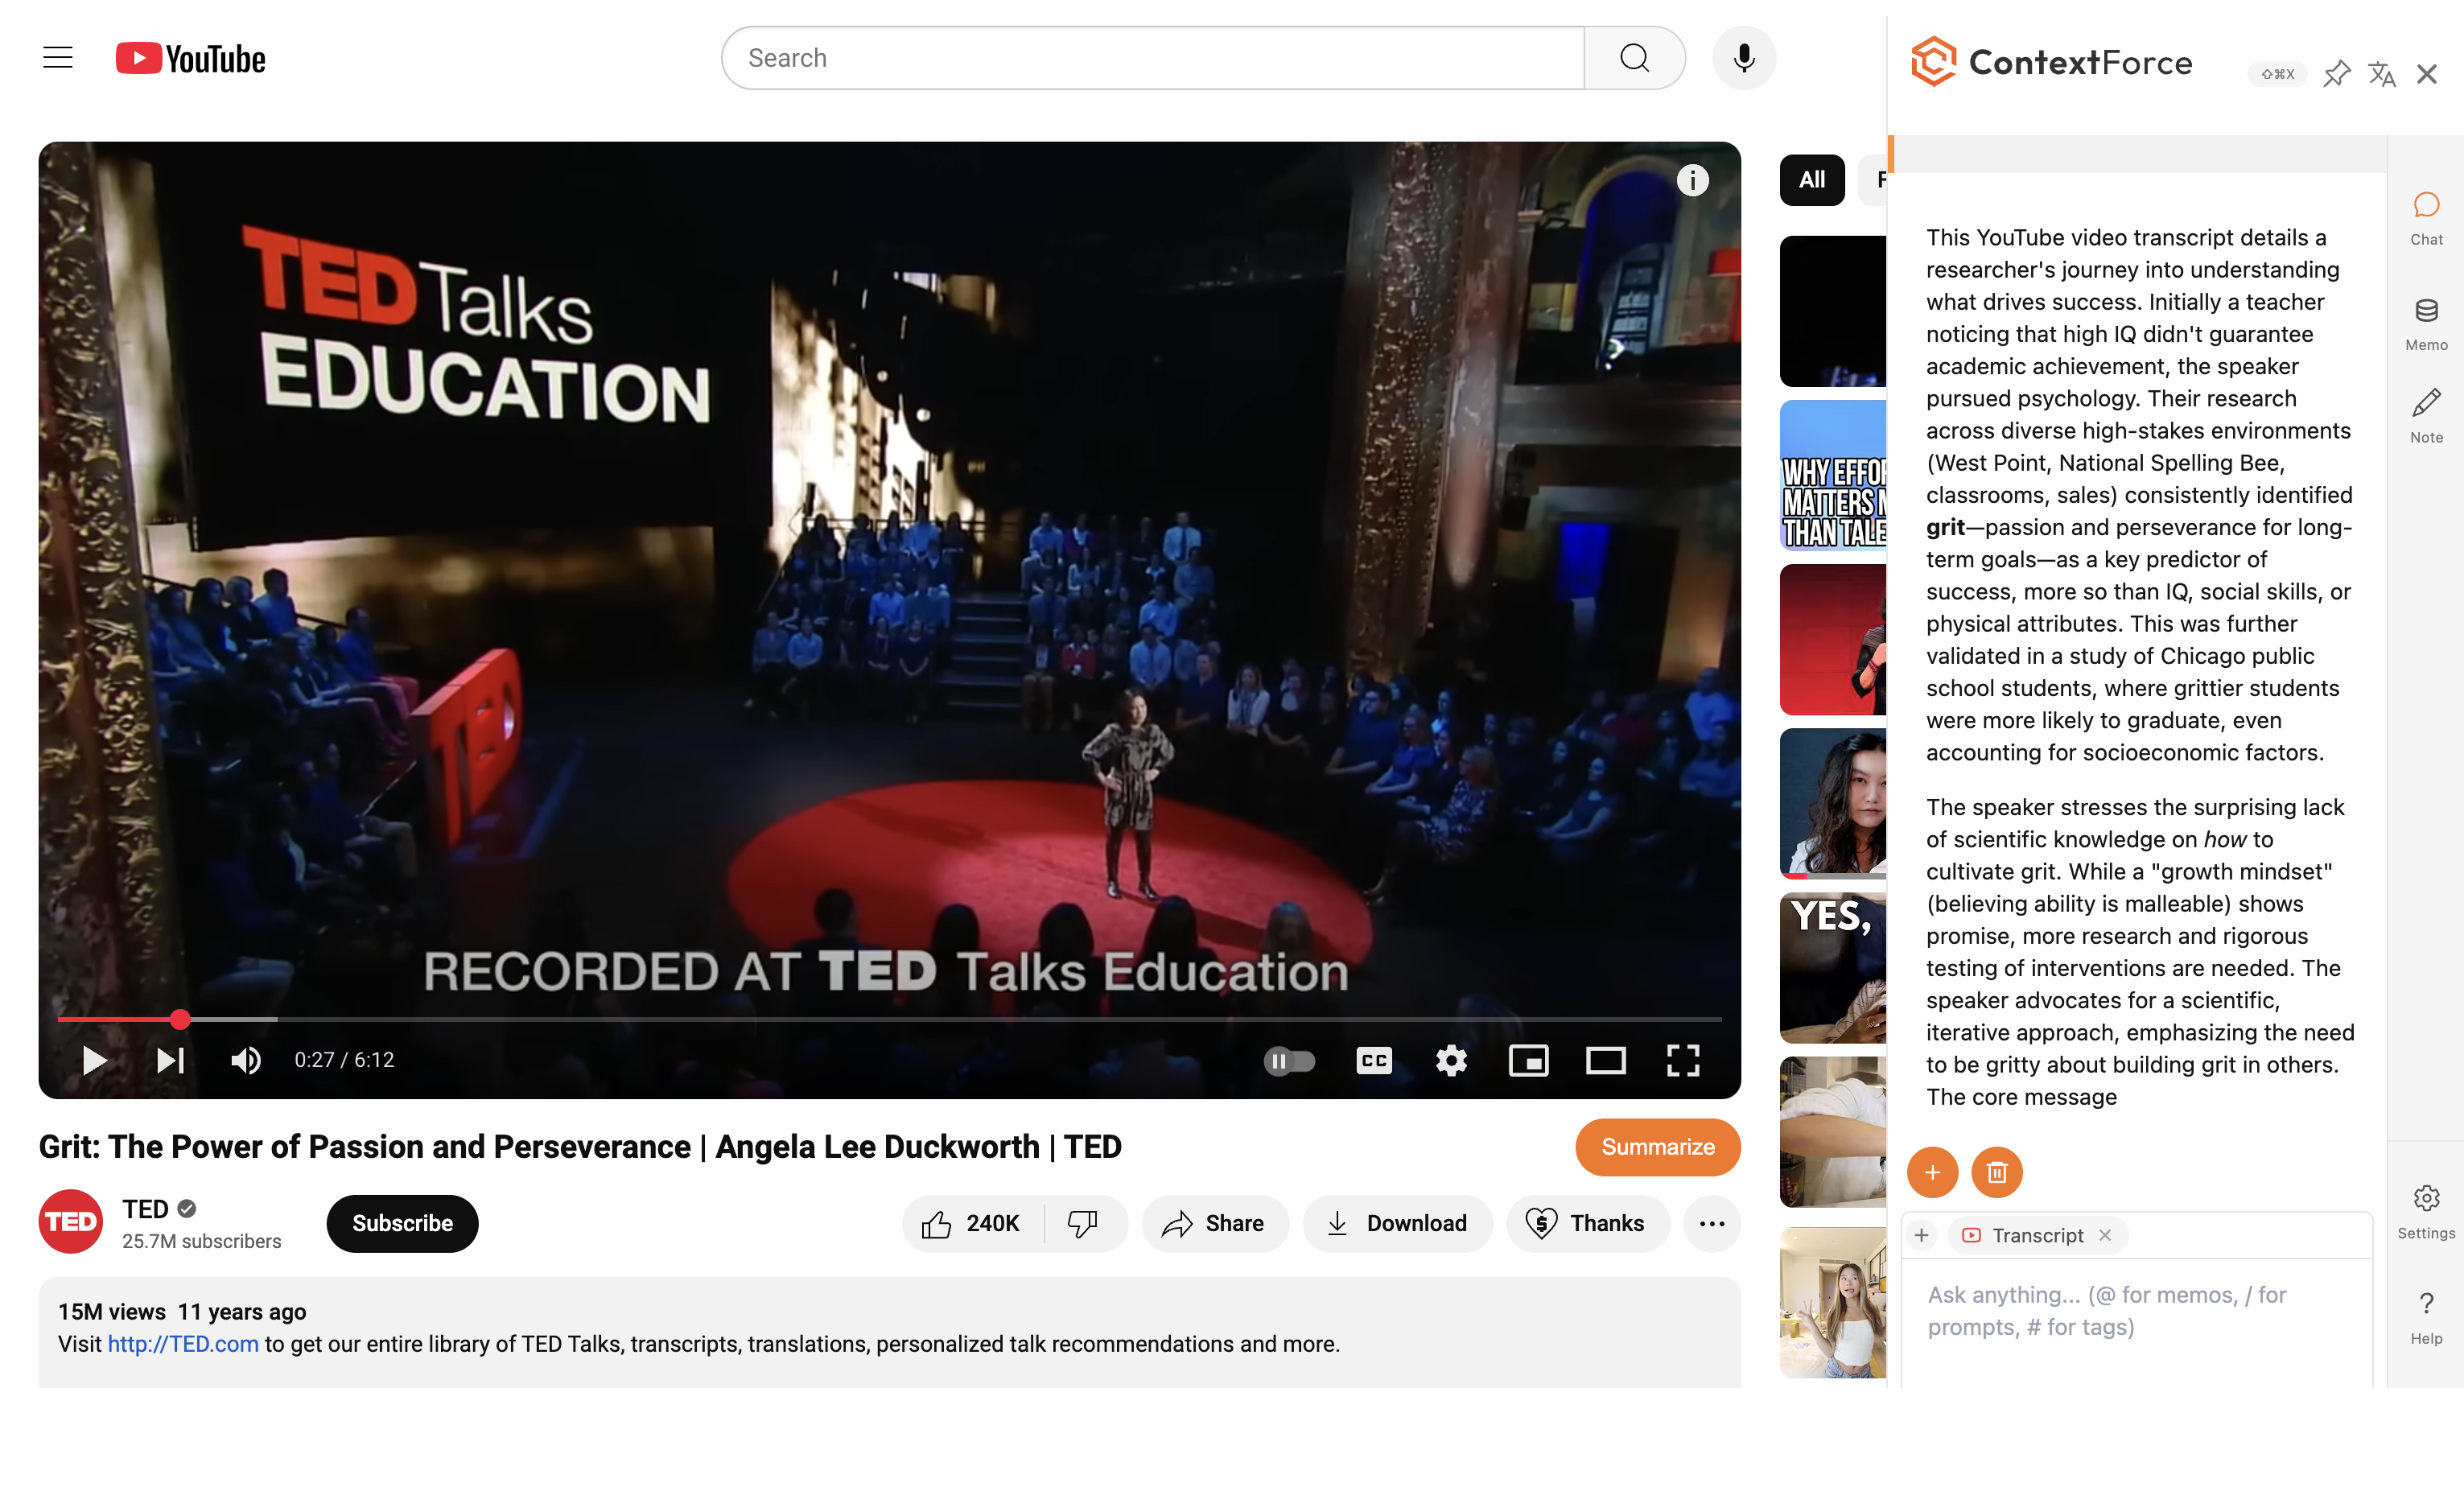 YouTube
Search
ContextForce
⇧⌘X
TED Talks
EDUCATION
TED
RECORDED AT TED Talks Education
0:27 / 6:12
CC
Grit: The Power of Passion and Perseverance | Angela Lee Duckworth | TED
Summarize
TED
TED
25.7M subscribers
Subscribe
240K
Share
Download
Thanks
15M views 11 years ago
Visit http://TED.com to get our entire library of TED Talks, transcripts, translations, personalized talk recommendations and more.
All
WHY EFFO
MATTERS
THAN TALE
YES,
This YouTube video transcript details a
researcher's journey into understanding
what drives success. Initially a teacher
noticing that high IQ didn't guarantee
academic achievement, the speaker
pursued psychology. Their research
across diverse high-stakes environments
(West Point, National Spelling Bee,
classrooms, sales) consistently identified
grit—passion and perseverance for long-
term goals—as a key predictor of
success, more so than IQ, social skills, or
physical attributes. This was further
validated in a study of Chicago public
school students, where grittier students
were more likely to graduate, even
accounting for socioeconomic factors.
The speaker stresses the surprising lack
of scientific knowledge on how to
cultivate grit. While a "growth mindset"
(believing ability is malleable) shows
promise, more research and rigorous
testing of interventions are needed. The
speaker advocates for a scientific,
iterative approach, emphasizing the need
to be gritty about building grit in others.
The core message
Transcript
Ask anything... (@ for memos, / for
prompts, # for tags)
Chat
Memo
Note
Settings
Help